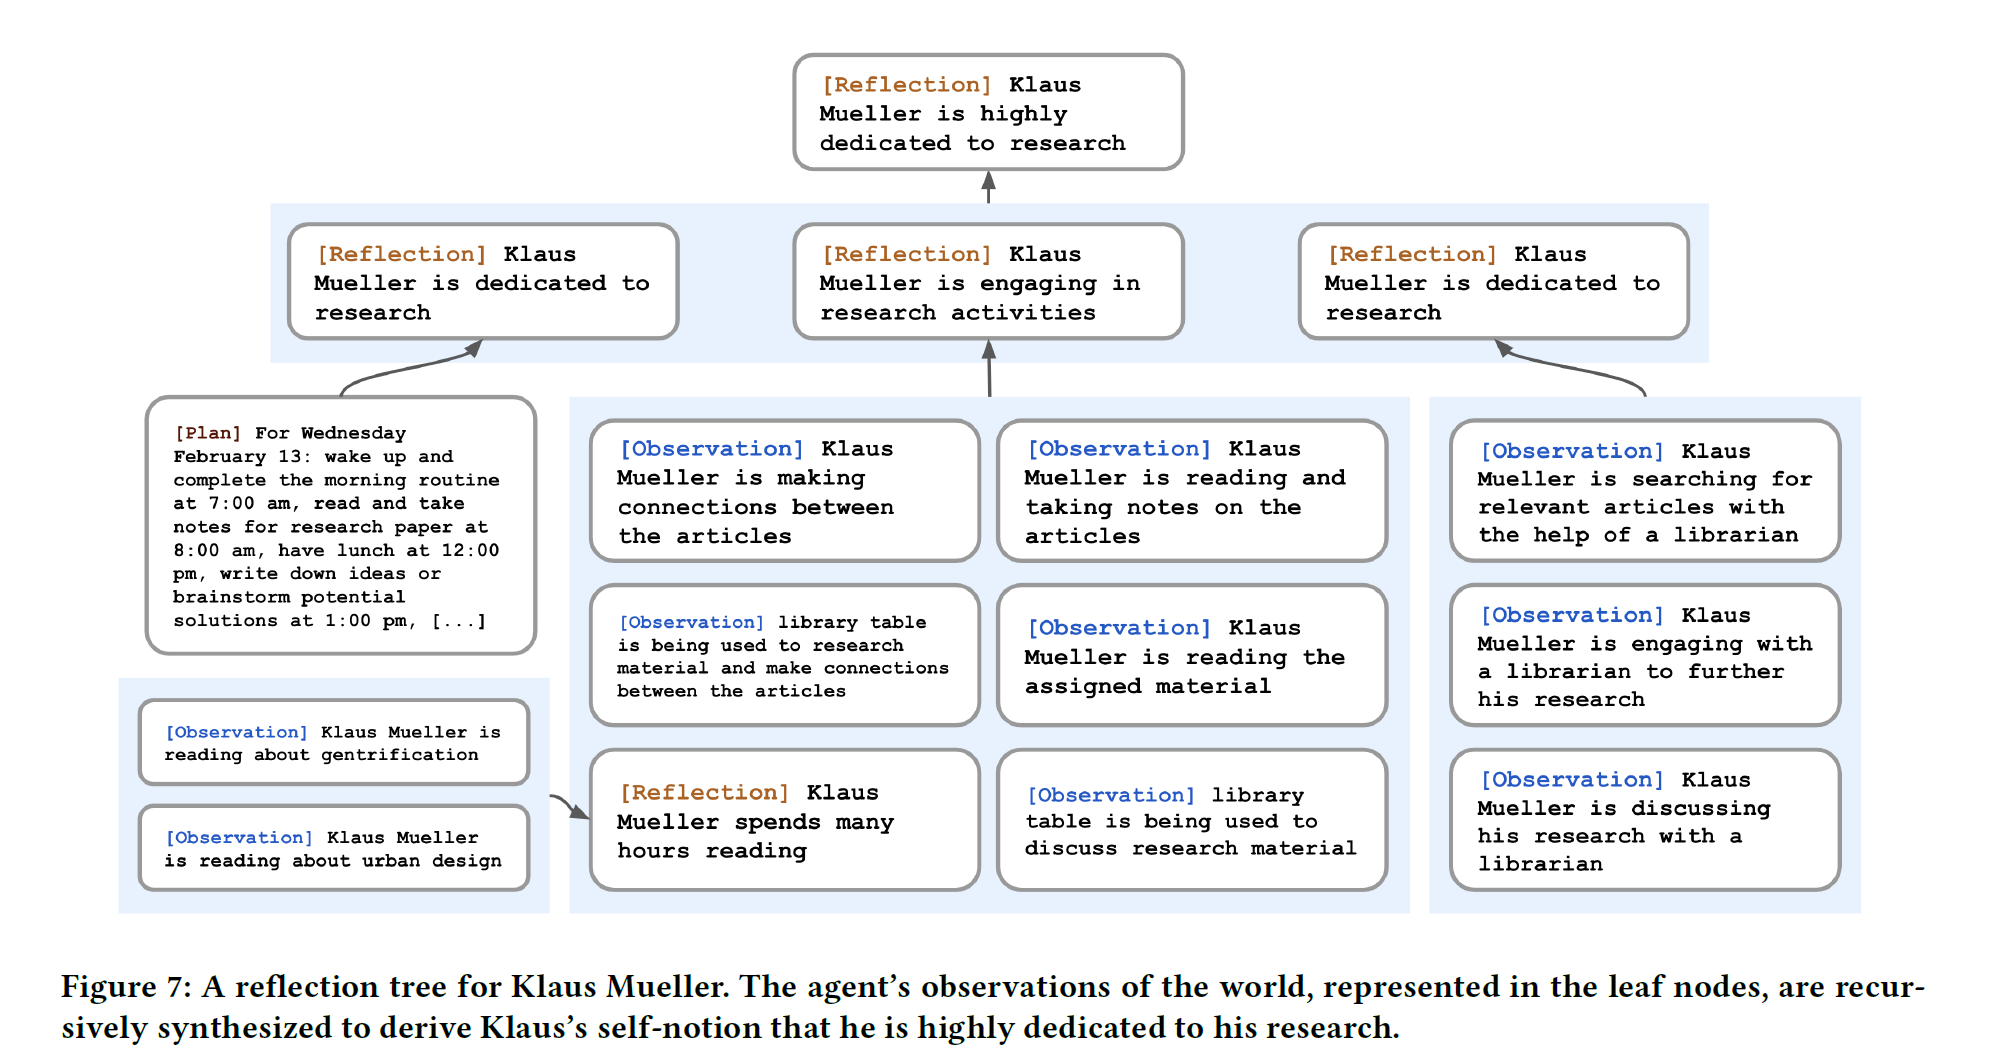 [Reflection] Klaus
Mueller is highly
dedicated to research
[Reflection] Klaus
Mueller is dedicated to
research
[Reflection] Klaus
Mueller is engaging in
research activities
[Reflection] Klaus
Mueller is dedicated to
research
[Plan] For Wednesday
February 13: wake up and
complete the morning routine
at 7:00 am, read and take
notes for research paper at
8:00 am, have lunch at 12:00
pm, write down ideas or
brainstorm potential
solutions at 1:00 pm, [...]
[Observation] Klaus Mueller is
reading about gentrification
[Observation] Klaus Mueller
is reading about urban design
[Observation] Klaus
Mueller is making
connections between
the articles
[Observation] Klaus
Mueller is reading and
taking notes on the
articles
[Observation] library table
is being used to research
material and make connections
between the articles
[Observation] Klaus
Mueller is reading the
assigned material
[Reflection] Klaus
Mueller spends many
hours reading
[Observation] library
table is being used to
discuss research material
[Observation] Klaus
Mueller is searching for
relevant articles with
the help of a librarian
[Observation] Klaus
Mueller is engaging with
a librarian to further
his research
[Observation] Klaus
Mueller is discussing
his research with a
librarian
Figure 7: A reflection tree for Klaus Mueller. The agent’s observations of the world, represented in the leaf nodes, are recur-
sively synthesized to derive Klaus’s self-notion that he is highly dedicated to his research.